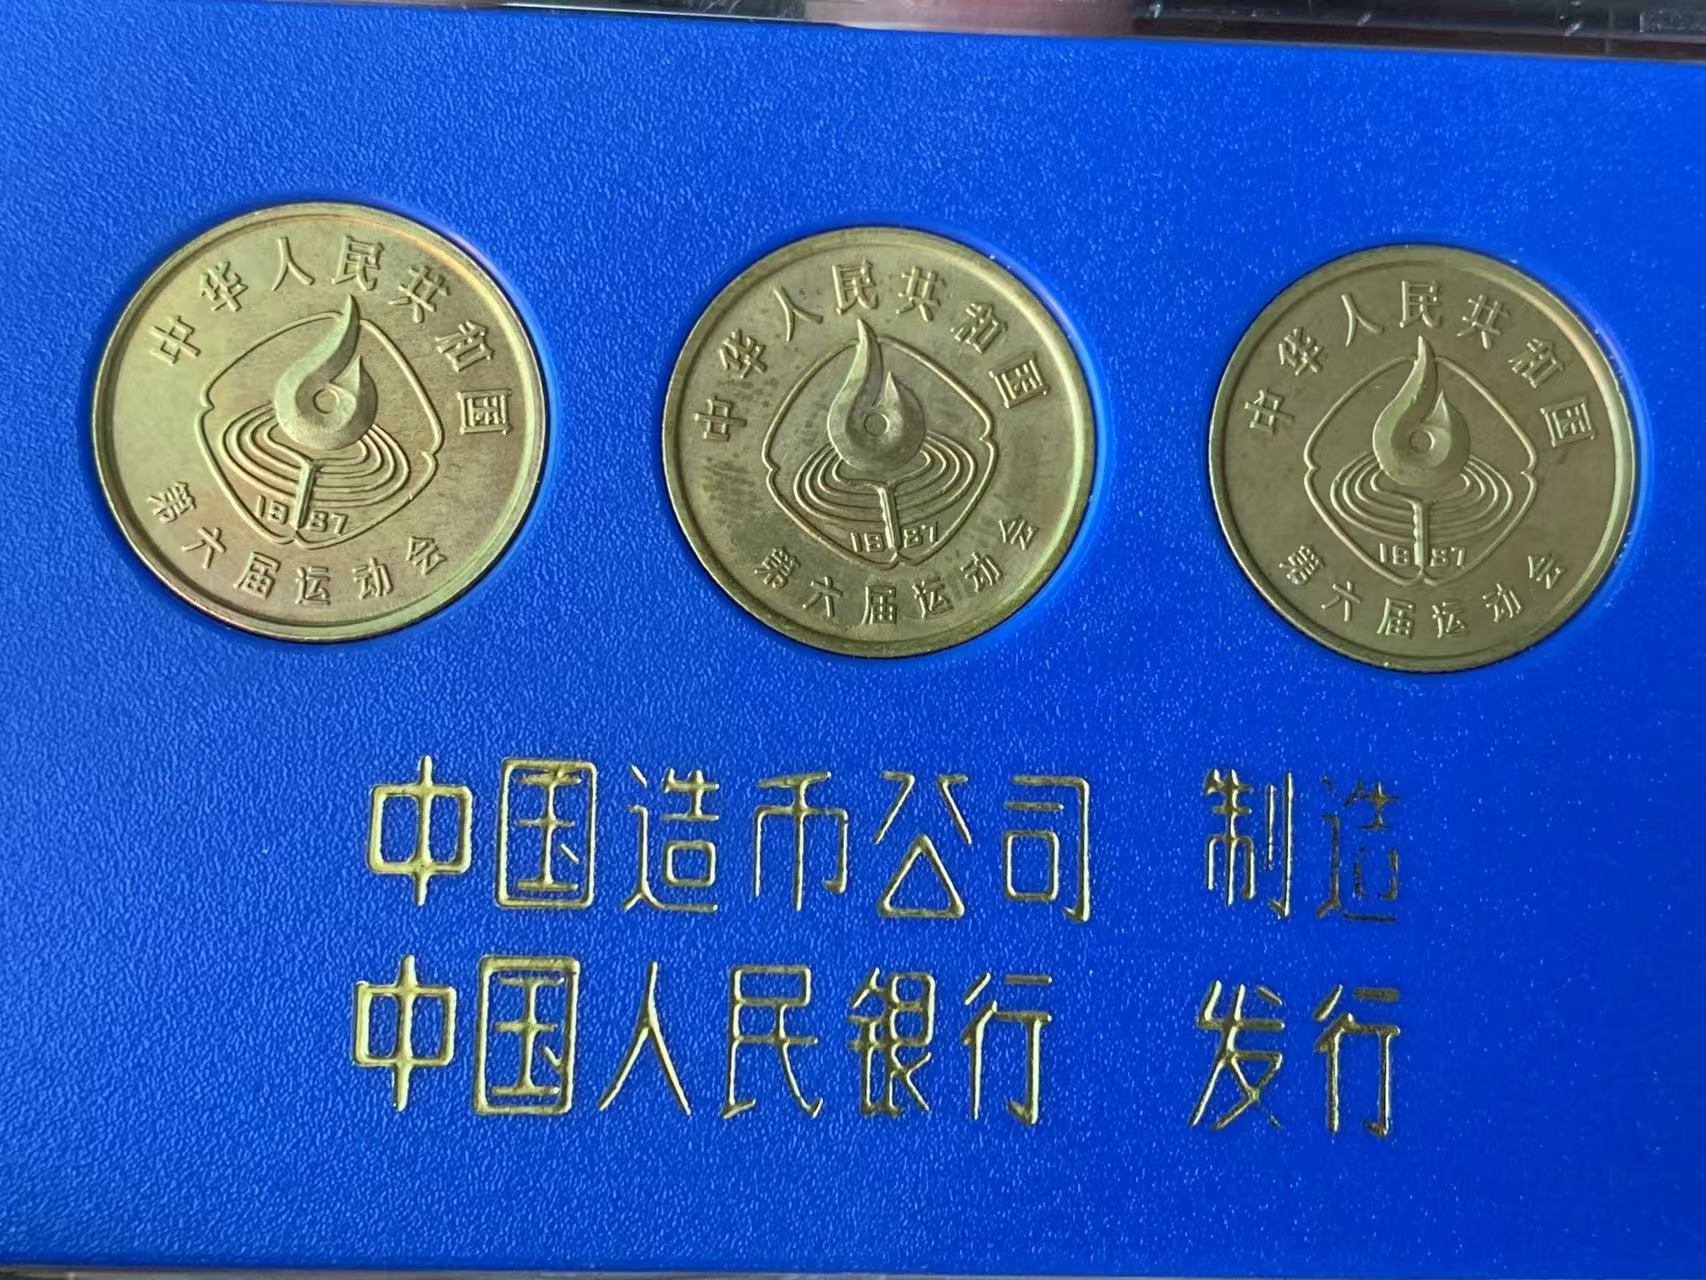 中华人民共和国
1987
第六届运动会
中华人民共和国
1987
第六届运动会
中华人民共和国
1987
第六届运动会
中国造币公司 制造
中国人民银行 发行